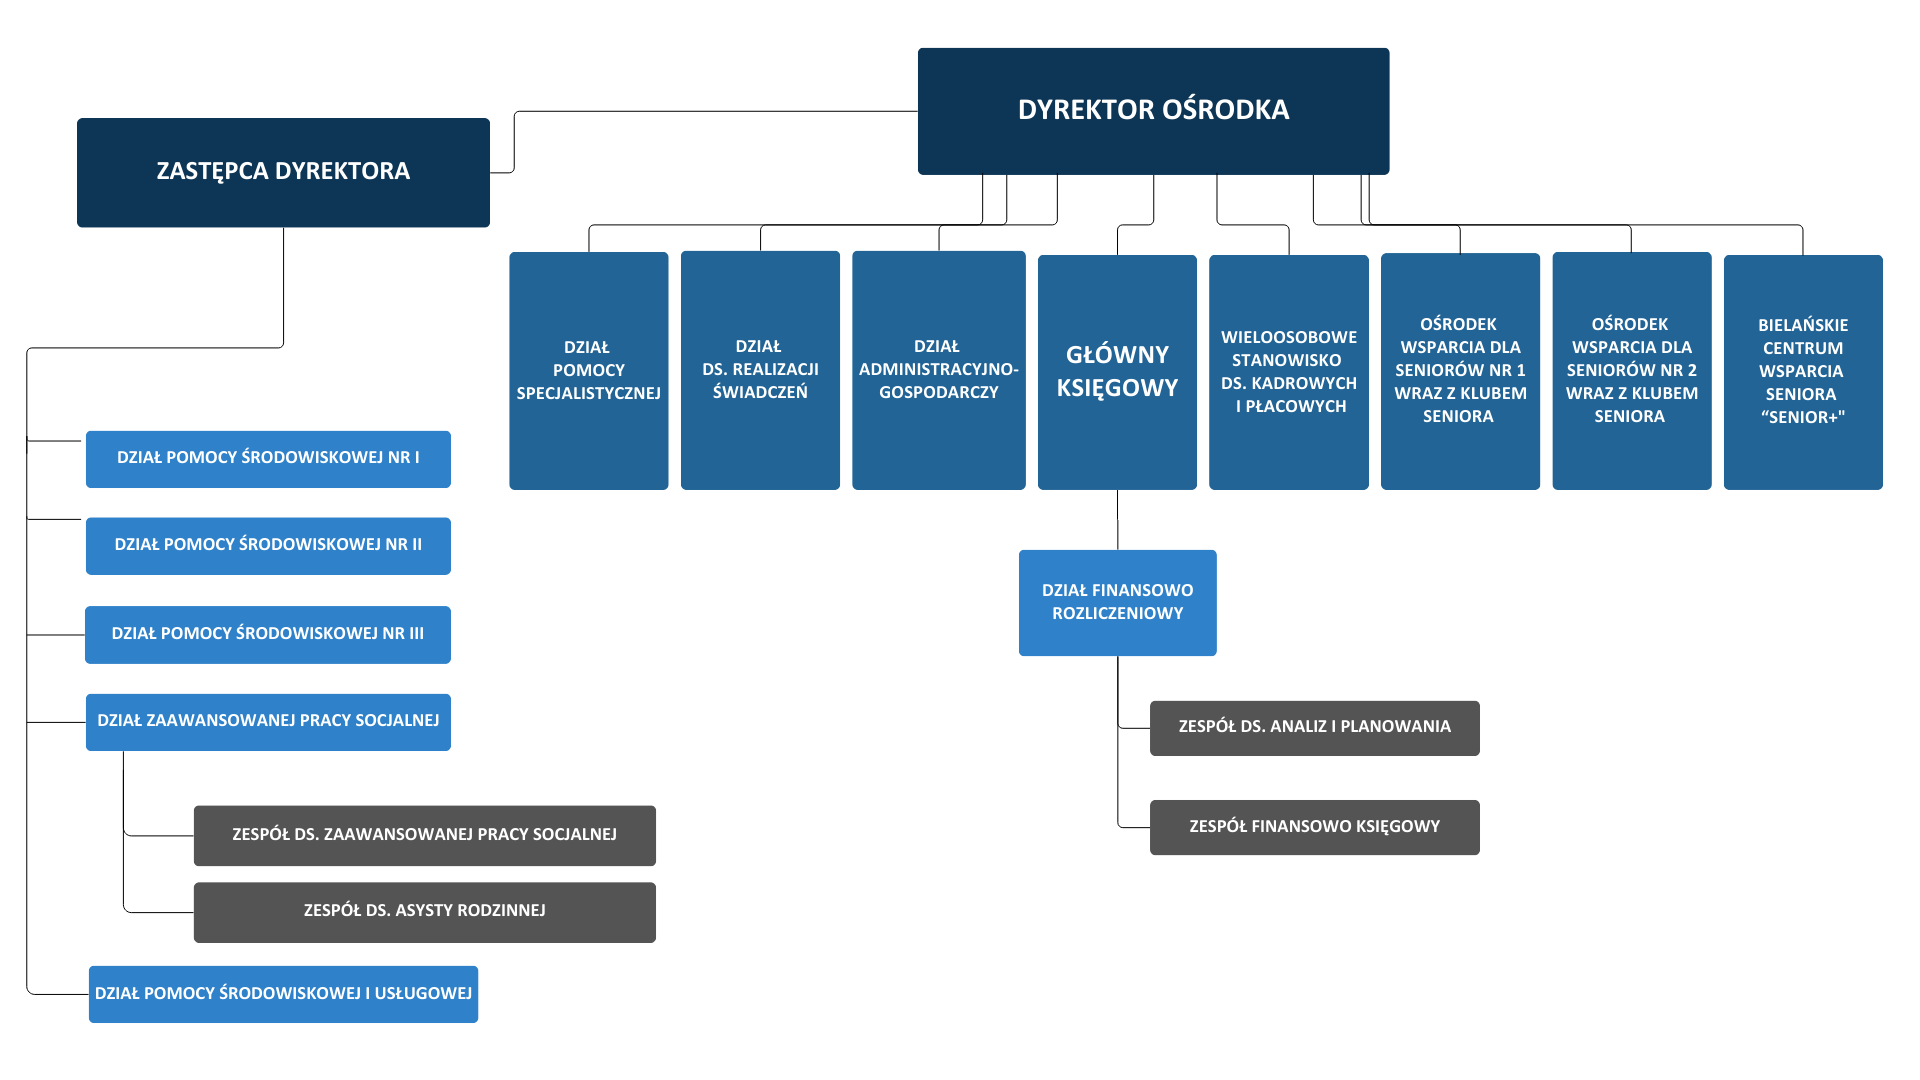 DYREKTOR OŚRODKA
ZASTĘPCA DYREKTORA
DZIAŁ
POMOCY
SPECJALISTYCZNEJ
DZIAŁ
DS. REALIZACJI
ŚWIADCZEŃ
DZIAŁ
ADMINISTRACYJNO-
GOSPODARCZY
GŁÓWNY
KSIĘGOWY
WIELOOSOBOWE
STANOWISKO
DS. KADROWYCH
I PŁACOWYCH
OŚRODEK
WSPARCIA DLA
SENIORÓW NR 1
WRAZ Z KLUBEM
SENIORA
OŚRODEK
WSPARCIA DLA
SENIORÓW NR 2
WRAZ Z KLUBEM
SENIORA
BIELAŃSKIE
CENTRUM
WSPARCIA
SENIORA
“SENIOR+"
DZIAŁ POMOCY ŚRODOWISKOWEJ NR I
DZIAŁ POMOCY ŚRODOWISKOWEJ NR II
DZIAŁ POMOCY ŚRODOWISKOWEJ NR III
DZIAŁ ZAAWANSOWANEJ PRACY SOCJALNEJ
ZESPÓŁ DS. ZAAWANSOWANEJ PRACY SOCJALNEJ
ZESPÓŁ DS. ASYSTY RODZINNEJ
DZIAŁ POMOCY ŚRODOWISKOWEJ I USŁUGOWEJ
DZIAŁ FINANSOWO
ROZLICZENIOWY
ZESPÓŁ DS. ANALIZ I PLANOWANIA
ZESPÓŁ FINANSOWO KSIĘGOWY